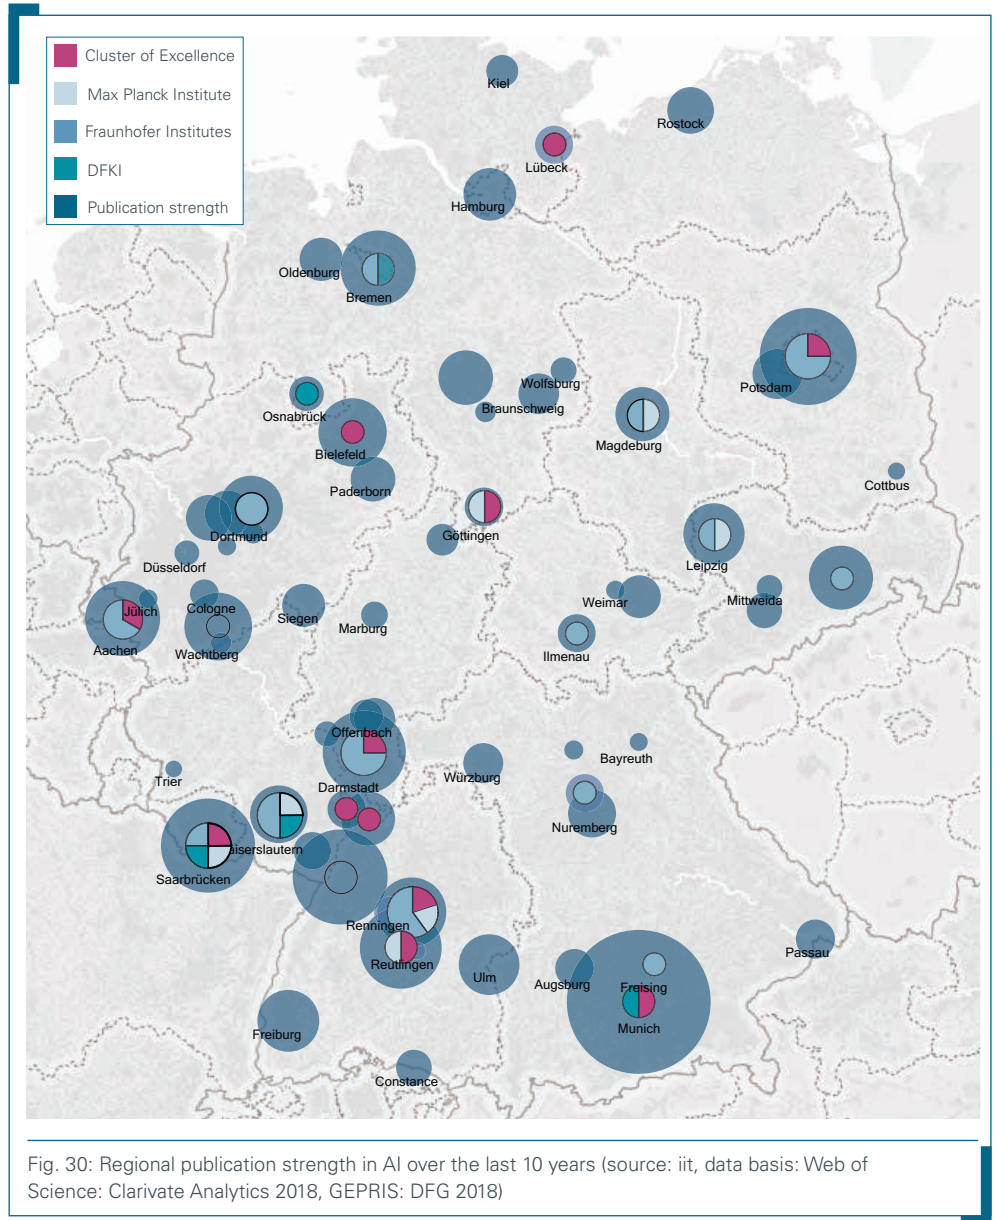 Cluster of Excellence
Max Planck Institute
Fraunhofer Institutes
DFKI
Publication strength
Kiel
Rostock
Lübeck
Hamburg
Oldenburg
Bremen
Wolfsburg
Potsdam
Braunschweig
Osnabrück
Magdeburg
Bielefeld
Cottbus
Paderborn
Göttingen
Dortmund
Düsseldorf
Leipzig
Jülich
Cologne
Weimar
Mittweida
Siegen
Marburg
Aachen
Wachtberg
Ilmenau
Offenbach
Bayreuth
Würzburg
Trier
Darmstadt
Nuremberg
aiserslautern
Saarbrücken
Renningen
Passau
Reutlingen
Ulm
Augsburg
Freising
Munich
Freiburg
Constance
Fig. 30: Regional publication strength in AI over the last 10 years (source: iit, data basis: Web of
Science: Clarivate Analytics 2018, GEPRIS: DFG 2018)